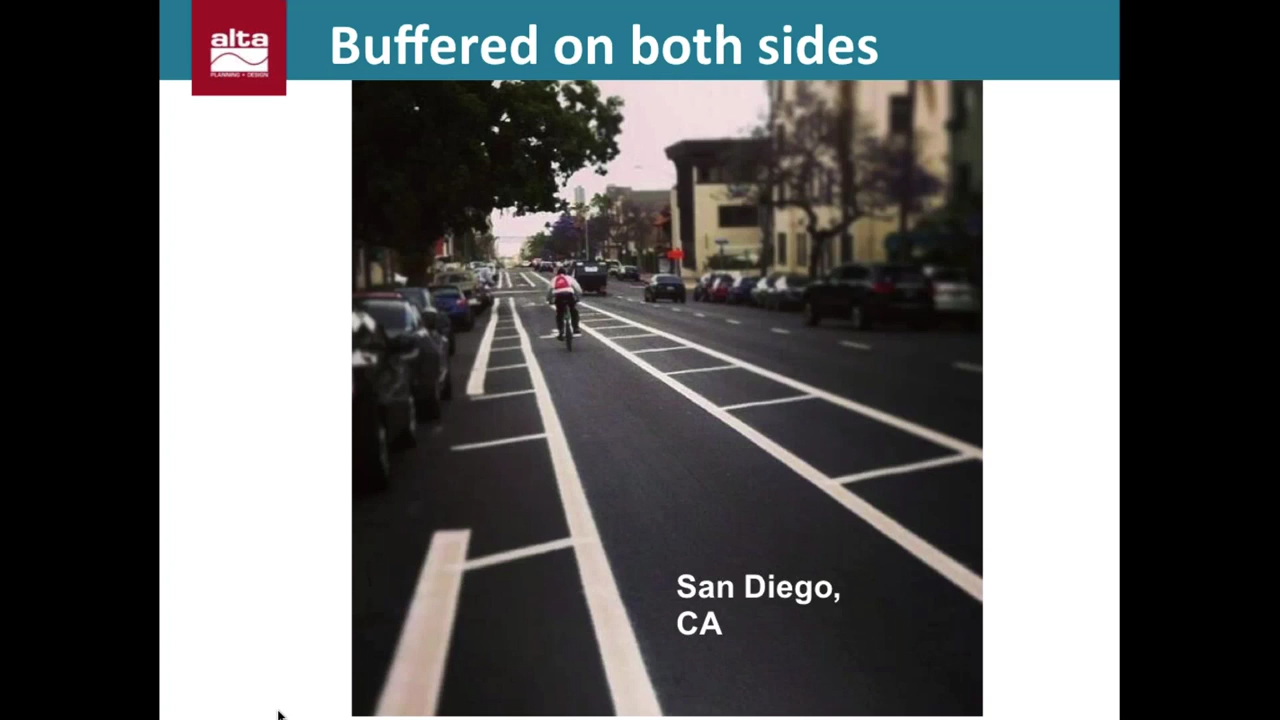 alta
PLANNING + DESIGN
Buffered on both sides
San Diego,
CA